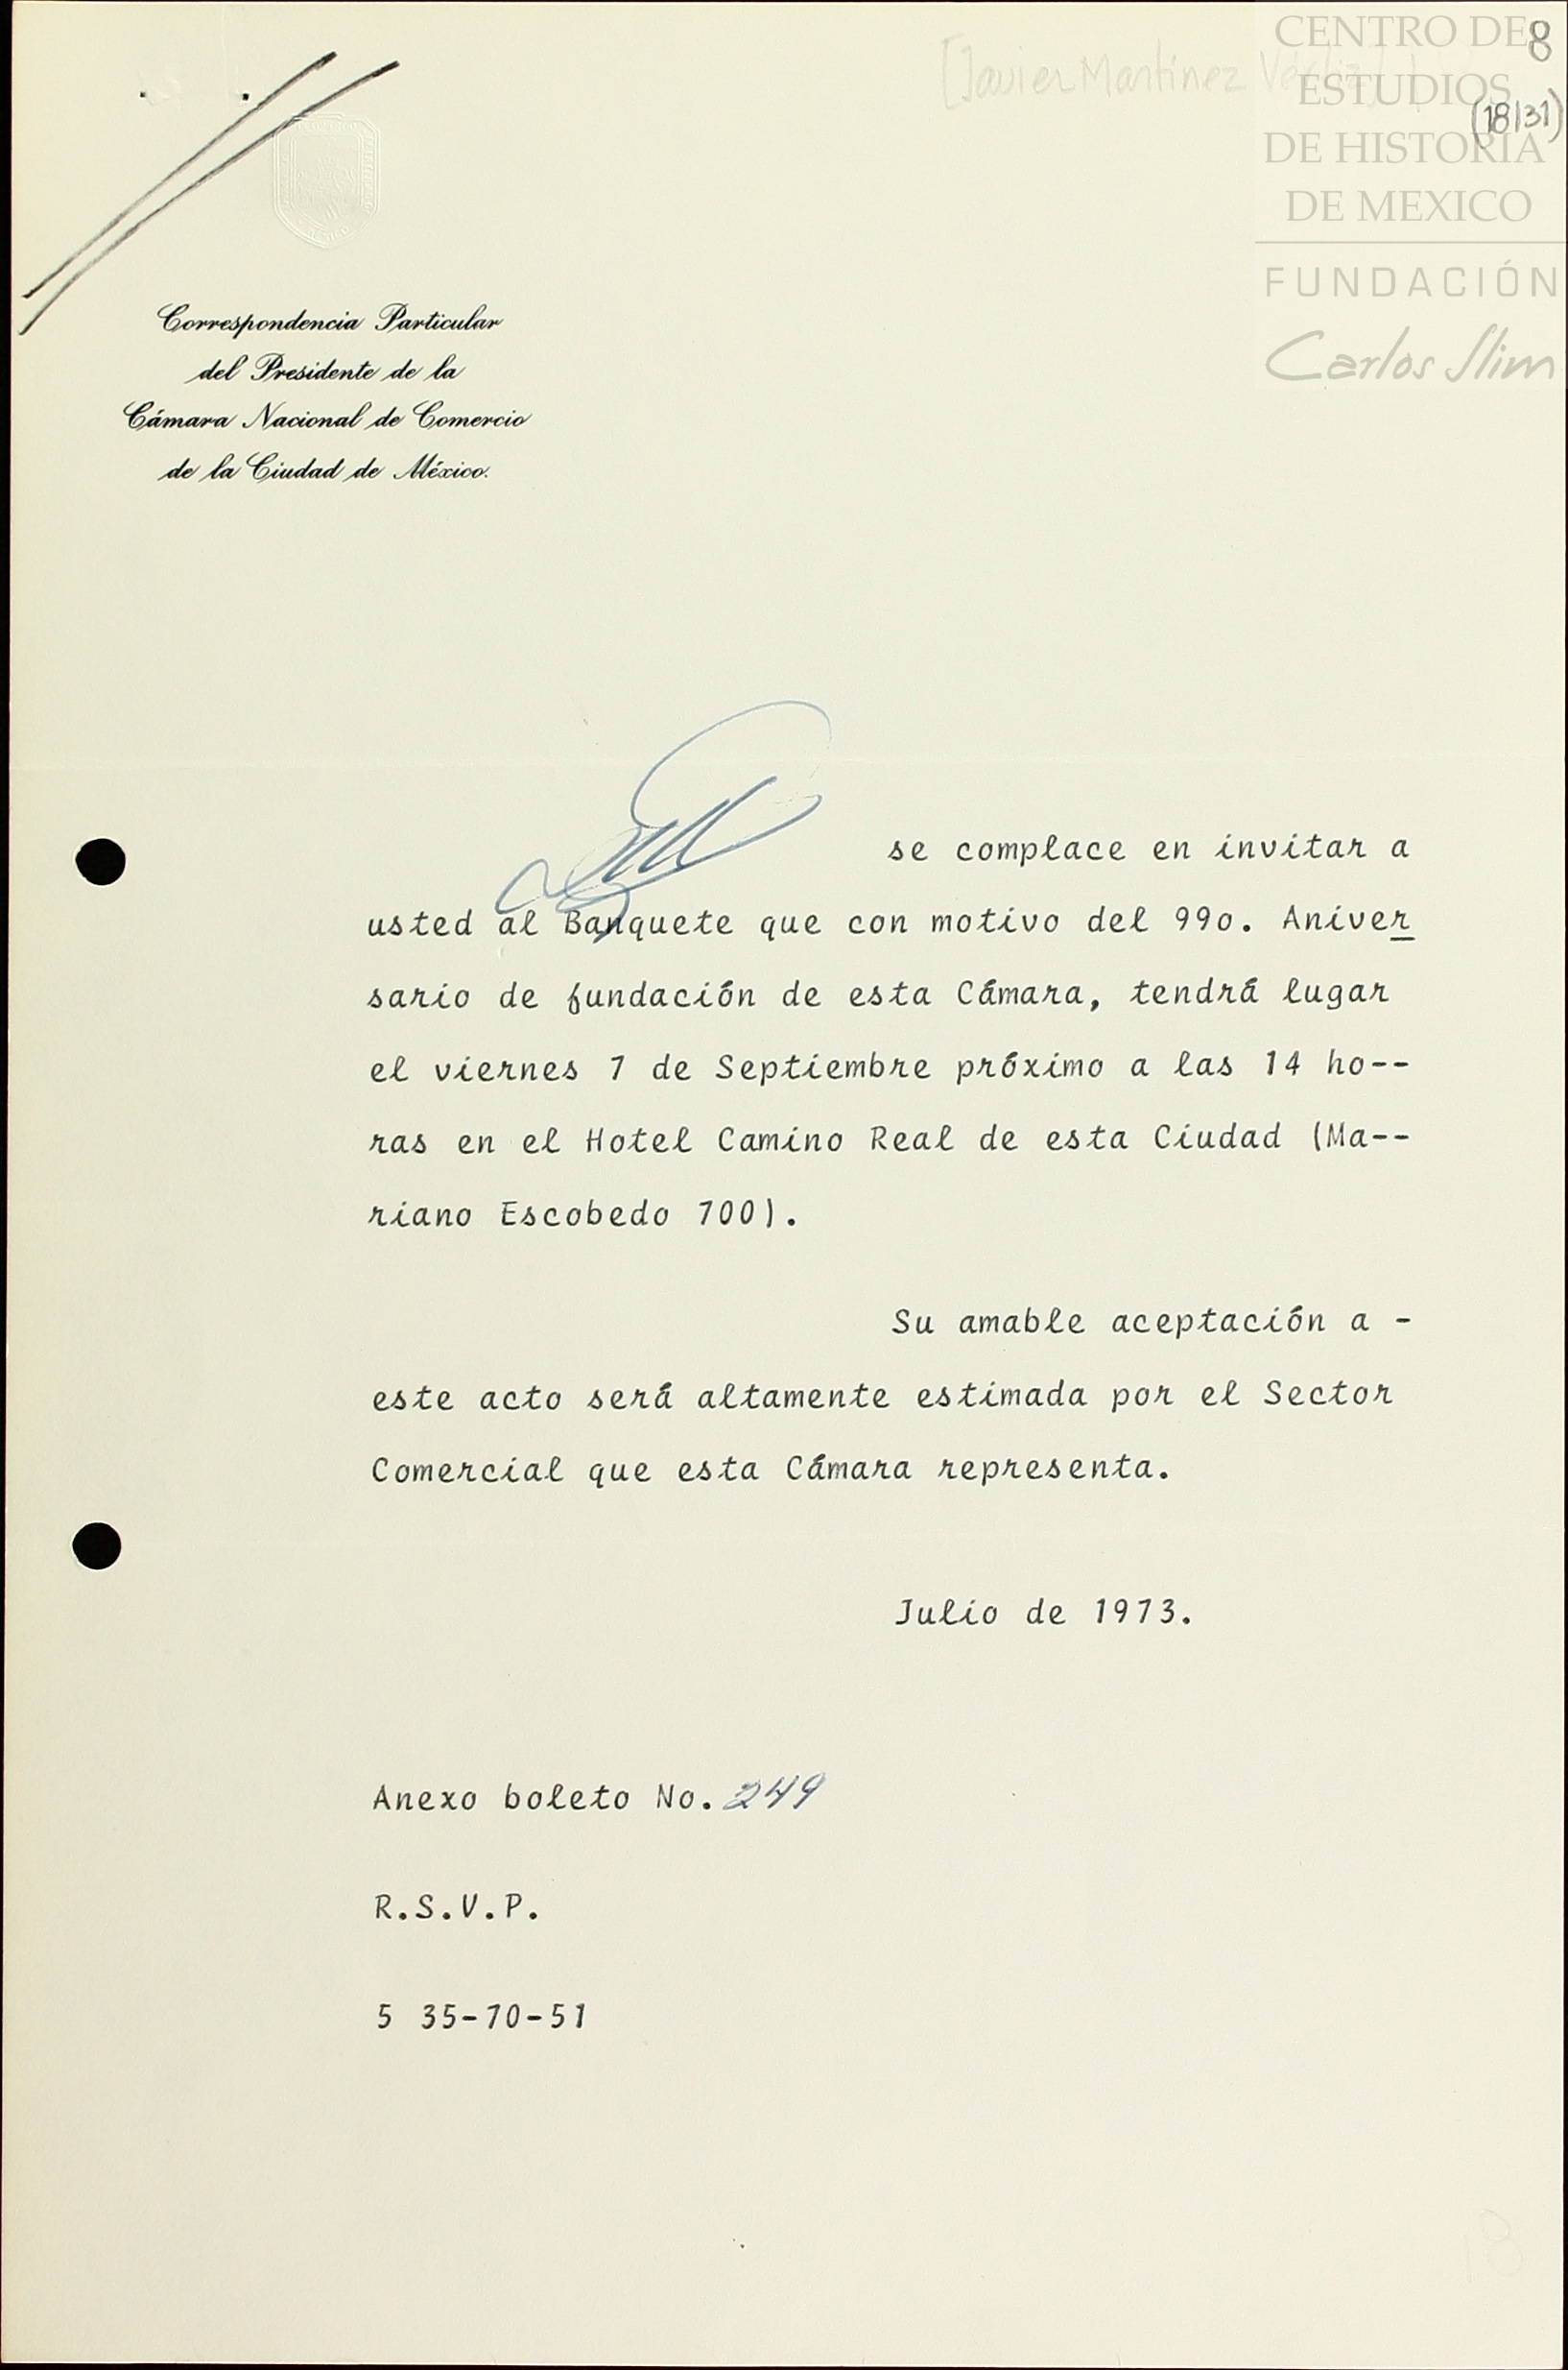 CENTRO DE
ESTUDIOS
DE HISTORIA
DE MEXICO
FUNDACIÓN
Carlos Slim
8
(18/31)
[Javier Martínez
Correspondencia Particular
del Presidente de la
Cámara Nacional de Comercio
de la Ciudad de México.
se complace en invitar a
usted al Banquete que con motivo del 99o. Aniver
sario de fundación de esta Cámara, tendrá lugar
el viernes 7 de Septiembre próximo a las 14 ho--
ras en el Hotel Camino Real de esta Ciudad (Ma--
riano Escobedo 700).
Su amable aceptación a -
este acto será altamente estimada por el Sector
Comercial que esta Cámara representa.
Julio de 1973.
Anexo boleto No. 249
R.S.V.P.
5 35-70-51